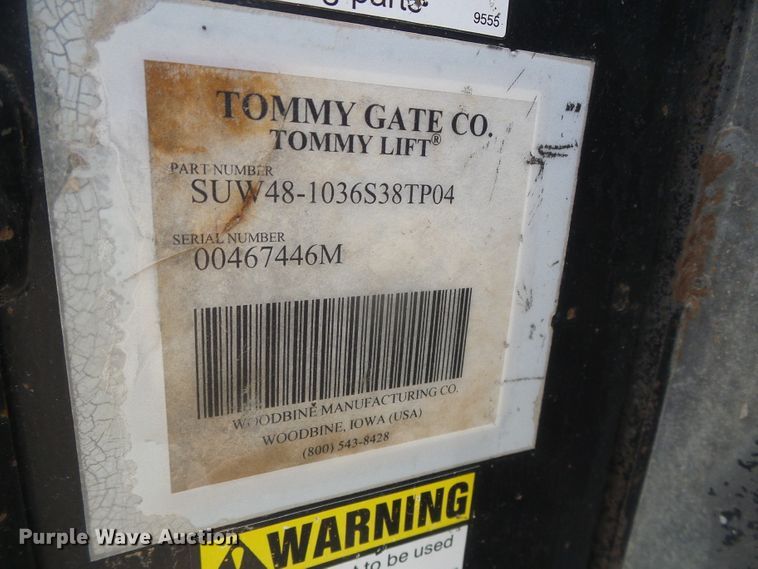 parts
9555
TOMMY GATE CO.
TOMMY LIFT®
PART NUMBER
SUW48-1036S38TP04
SERIAL NUMBER
00467446M
WOODBINE MANUFACTURING CO.
WOODBINE, IOWA (USA)
(800) 543-8428
WARNING
to be used
Purple Wave Auction